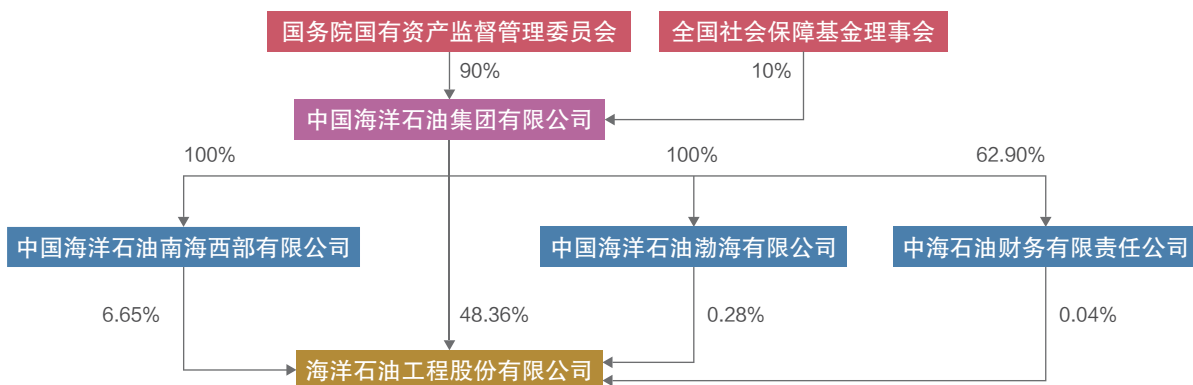 国务院国有资产监督管理委员会
全国社会保障基金理事会
90%
10%
中国海洋石油集团有限公司
100%
100%
62.90%
中国海洋石油南海西部有限公司
中国海洋石油渤海有限公司
中海石油财务有限责任公司
6.65%
48.36%
0.28%
0.04%
海洋石油工程股份有限公司